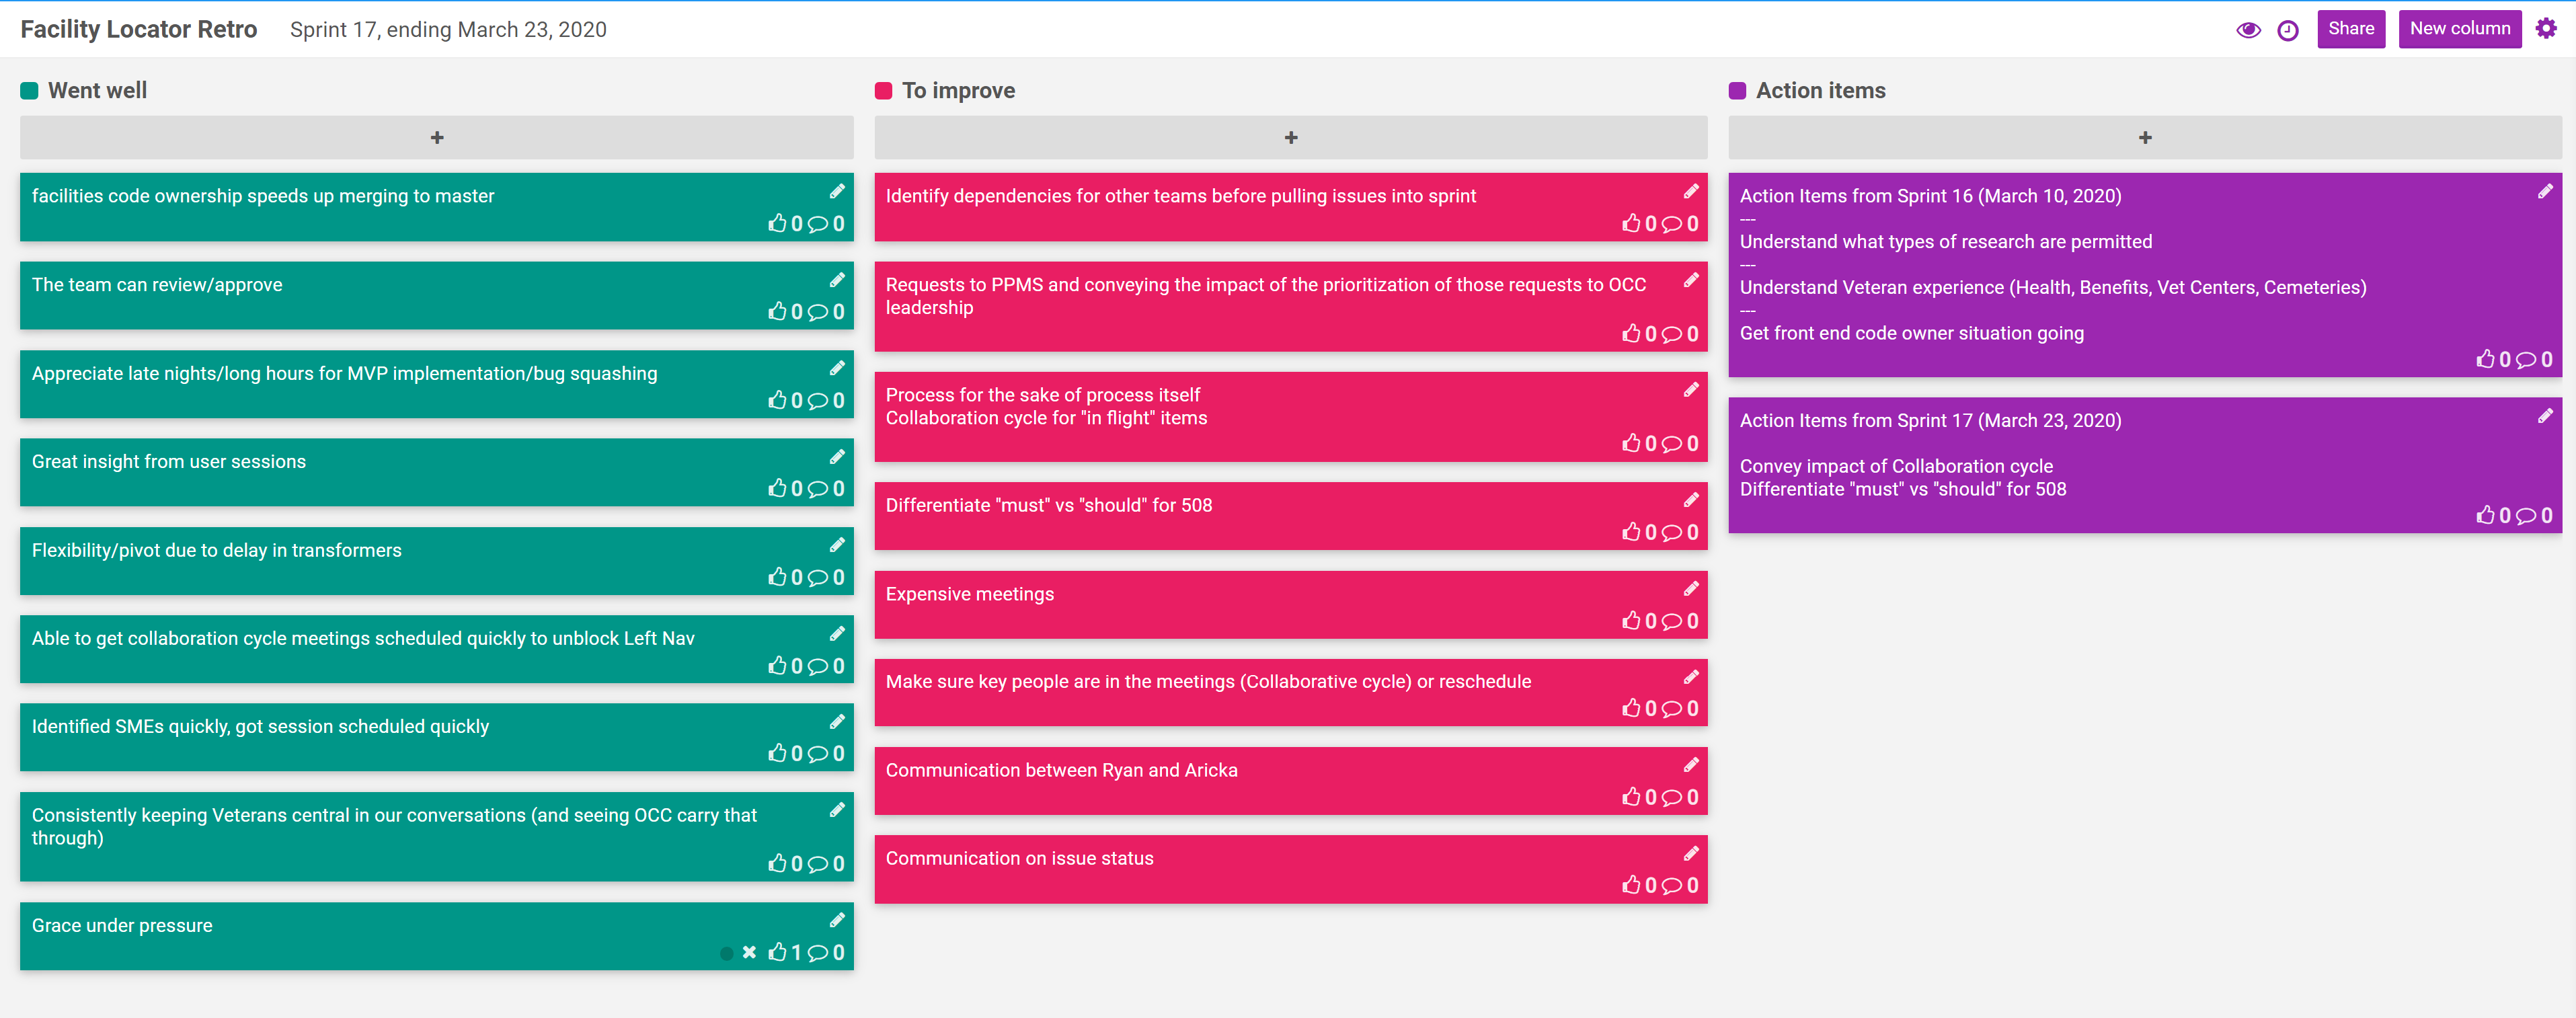 Facility Locator Retro
Sprint 17, ending March 23, 2020
Share
New column
Went well
+
facilities code ownership speeds up merging to master
0 0
The team can review/approve
0 0
Appreciate late nights/long hours for MVP implementation/bug squashing
0 0
Great insight from user sessions
0 0
Flexibility/pivot due to delay in transformers
0 0
Able to get collaboration cycle meetings scheduled quickly to unblock Left Nav
0 0
Identified SMEs quickly, got session scheduled quickly
0 0
Consistently keeping Veterans central in our conversations (and seeing OCC carry that
through)
0 0
Grace under pressure
1 0
To improve
+
Identify dependencies for other teams before pulling issues into sprint
0 0
Requests to PPMS and conveying the impact of the prioritization of those requests to OCC
leadership
0 0
Process for the sake of process itself
Collaboration cycle for "in flight" items
0 0
Differentiate "must" vs "should" for 508
0 0
Expensive meetings
0 0
Make sure key people are in the meetings (Collaborative cycle) or reschedule
0 0
Communication between Ryan and Aricka
0 0
Communication on issue status
0 0
Action items
+
Action Items from Sprint 16 (March 10, 2020)
---
Understand what types of research are permitted
---
Understand Veteran experience (Health, Benefits, Vet Centers, Cemeteries)
---
Get front end code owner situation going
0 0
Action Items from Sprint 17 (March 23, 2020)
Convey impact of Collaboration cycle
Differentiate "must" vs "should" for 508
0 0